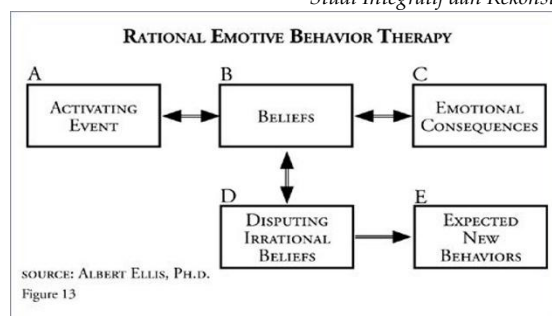 RATIONAL EMOTIVE BEHAVIOR THERAPY
A
B
C
ACTIVATING
EVENT
BELIEFS
EMOTIONAL
CONSEQUENCES
D
E
DISPUTING
IRRATIONAL
BELIEFS
EXPECTED
NEW
BEHAVIORS
SOURCE: ALBERT ELLIS, PH.D.
Figure 13